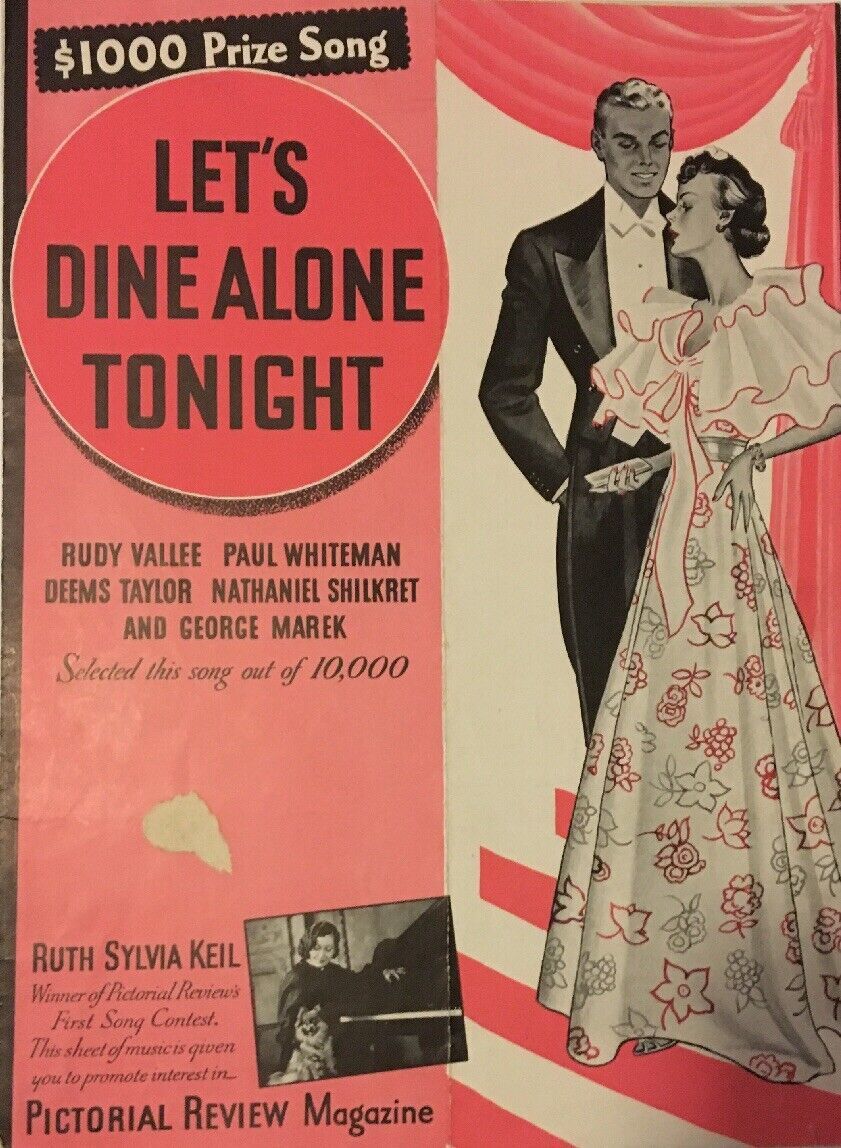 $1000 Prize Song
LET'S
DINE ALONE
TONIGHT
RUDY VALLEE PAUL WHITEMAN
DEEMS TAYLOR NATHANIEL SHILKRET
AND GEORGE MAREK
Selected this song out of 10,000
RUTH SYLVIA KEIL
Winner of Pictorial Review's
First Song Contest.
This sheet of music is given
you to promote interest in...
PICTORIAL REVIEW Magazine